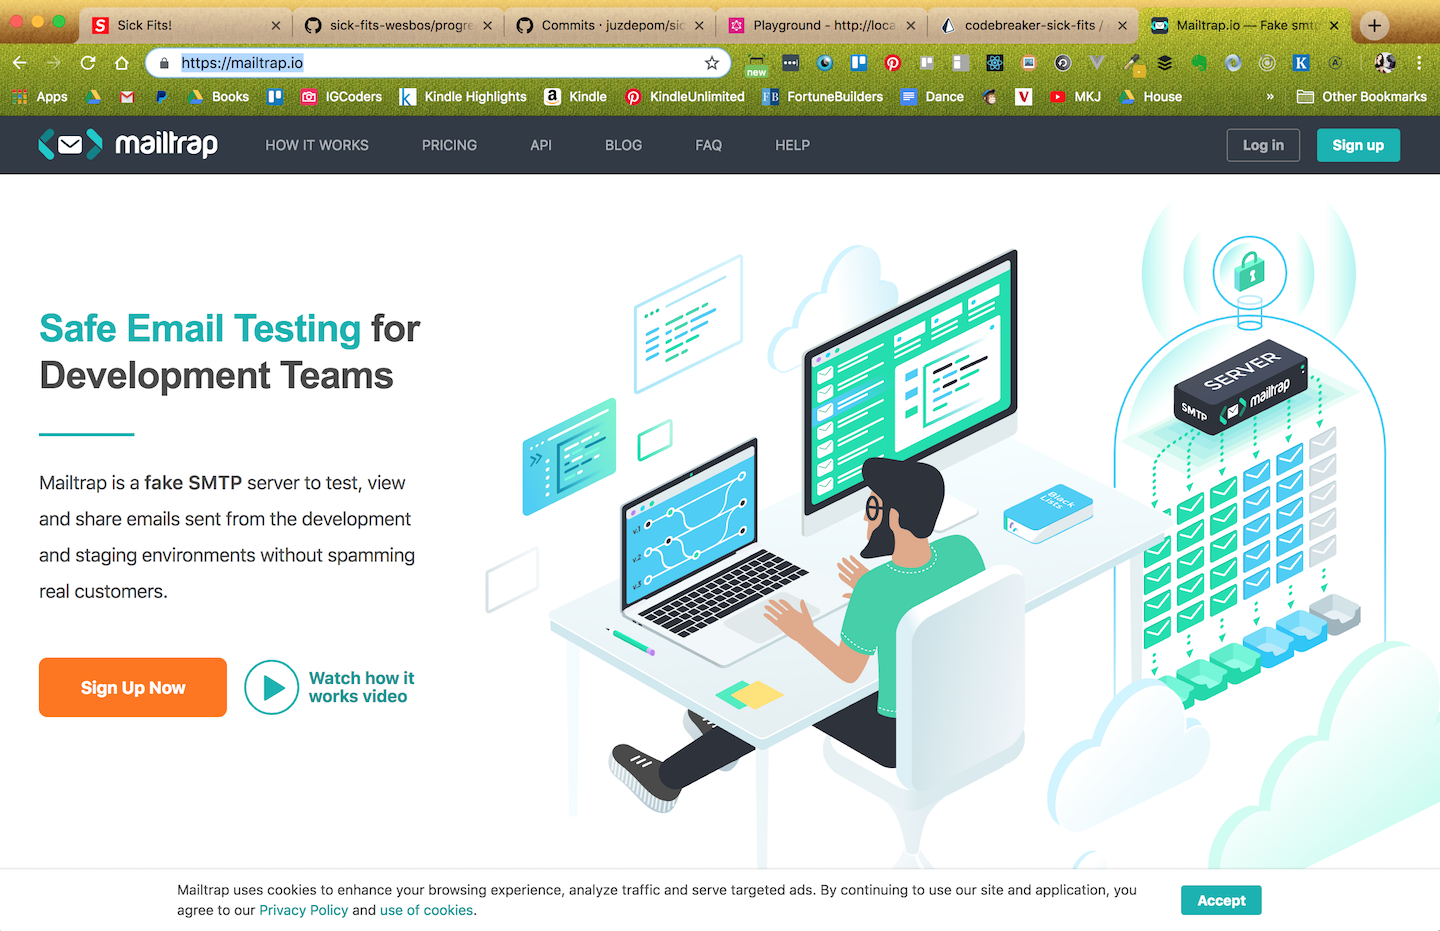 Sick Fits!
sick-fits-wesbos/progre
Commits · juzdepom/sic
Playground - http://loca
codebreaker-sick-fits /
Mailtrap.io — Fake smt
https://mailtrap.io
new
Apps
Books
IGCoders
Kindle Highlights
Kindle
KindleUnlimited
FortuneBuilders
Dance
MKJ
House
»
Other Bookmarks
mailtrap
HOW IT WORKS
PRICING
API
BLOG
FAQ
HELP
Log in
Sign up
Safe Email Testing for
Development Teams
Mailtrap is a fake SMTP server to test, view
and share emails sent from the development
and staging environments without spamming
real customers.
Sign Up Now
Watch how it
works video
v.1
v.2
v.3
Black
Lists
SERVER
SMTP
mailtrap
Mailtrap uses cookies to enhance your browsing experience, analyze traffic and serve targeted ads. By continuing to use our site and application, you
agree to our Privacy Policy and use of cookies.
Accept